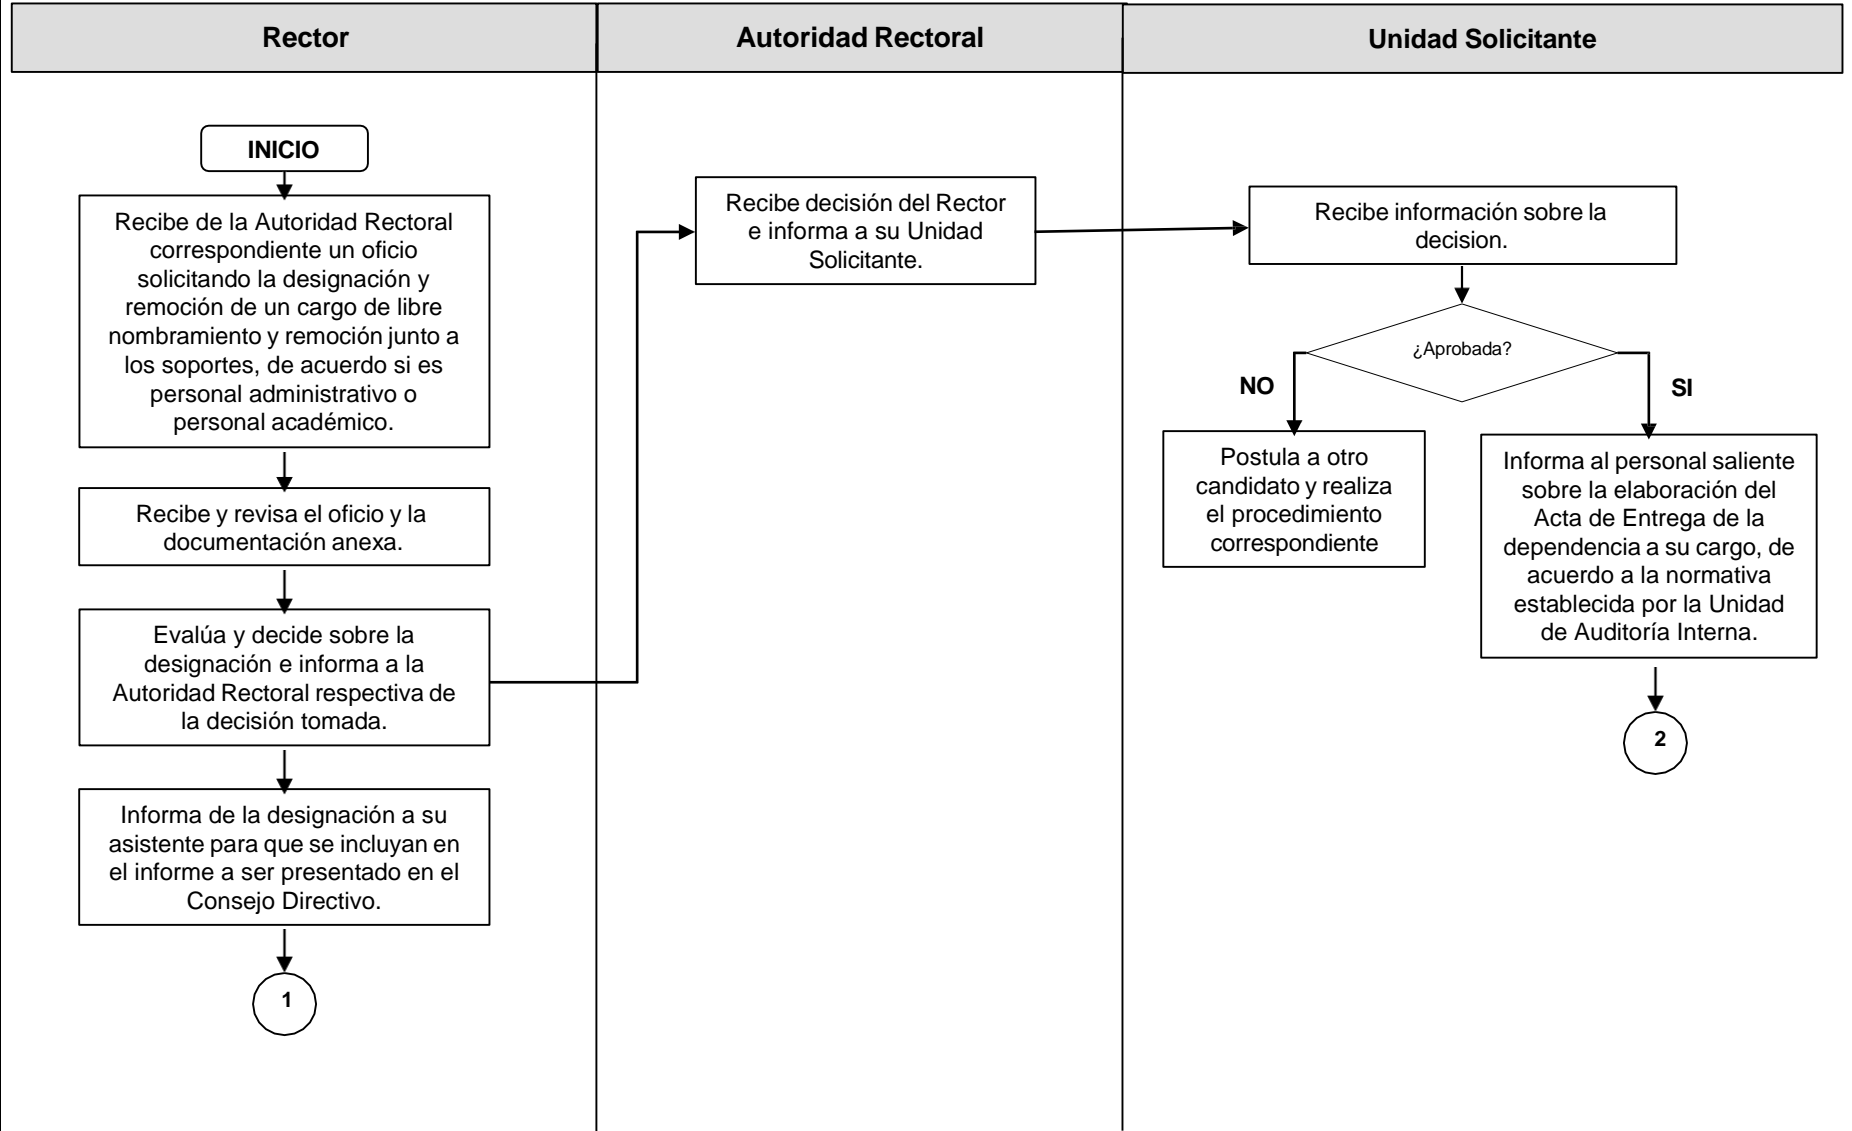 Rector
Autoridad Rectoral
Unidad Solicitante
INICIO
Recibe de la Autoridad Rectoral
correspondiente un oficio
solicitando la designación y
remoción de un cargo de libre
nombramiento y remoción junto a
los soportes, de acuerdo si es
personal administrativo o
personal académico.
Recibe y revisa el oficio y la
documentación anexa.
Evalúa y decide sobre la
designación e informa a la
Autoridad Rectoral respectiva de
la decisión tomada.
Informa de la designación a su
asistente para que se incluyan en
el informe a ser presentado en el
Consejo Directivo.
1
Recibe decisión del Rector
e informa a su Unidad
Solicitante.
Recibe información sobre la
decision.
¿Aprobada?
NO
SI
Postula a otro
candidato y realiza
el procedimiento
correspondiente
Informa al personal saliente
sobre la elaboración del
Acta de Entrega de la
dependencia a su cargo, de
acuerdo a la normativa
establecida por la Unidad
de Auditoría Interna.
2